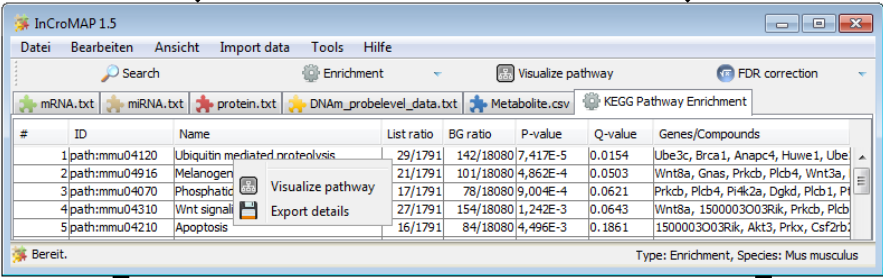 InCroMAP 1.5
Datei Bearbeiten Ansicht Import data Tools Hilfe
Search Enrichment Visualize pathway FDR correction
mRNA.txt miRNA.txt protein.txt DNAm_probelevel_data.txt Metabolite.csv KEGG Pathway Enrichment
# ID Name List ratio BG ratio P-value Q-value Genes/Compounds
1 path:mmu04120 Ubiquitin mediated proteolysis 29/1791 142/18080 7,417E-5 0.0154 Ube3c, Brca1, Anapc4, Huwe1, Ube
2 path:mmu04916 Melanogen 21/1791 101/18080 4,862E-4 0.0503 Wnt8a, Gnas, Prkcb, Plcb4, Wnt3a,
3 path:mmu04070 Phosphatic 17/1791 78/18080 9,004E-4 0.0621 Prkcb, Plcb4, Pi4k2a, Dgkd, Plcb1, Pt
4 path:mmu04310 Wnt signali 27/1791 154/18080 1,242E-3 0.0643 Wnt8a, 1500003O03Rik, Prkcb, Plcb
5 path:mmu04210 Apoptosis 16/1791 84/18080 4,496E-3 0.1861 1500003O03Rik, Akt3, Prkx, Csf2rb
Visualize pathway
Export details
Bereit. Type: Enrichment, Species: Mus musculus